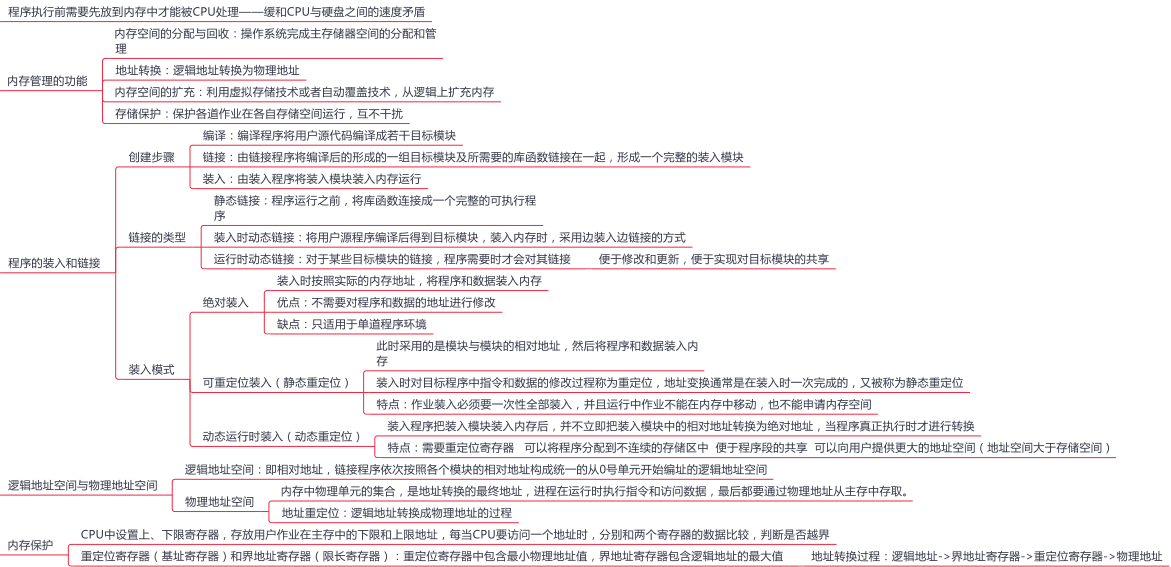 程序执行前需要先放到内存中才能被CPU处理——缓和CPU与硬盘之间的速度矛盾
内存管理的功能
内存空间的分配与回收：操作系统完成主存储器空间的分配和管
理
地址转换：逻辑地址转换为物理地址
内存空间的扩充：利用虚拟存储技术或者自动覆盖技术，从逻辑上扩充内存
存储保护：保护各道作业在各自存储空间运行，互不干扰
程序的装入和链接
创建步骤
编译：编译程序将用户源代码编译成若干目标模块
链接：由链接程序将编译后的形成的一组目标模块及所需要的库函数链接在一起，形成一个完整的装入模块
装入：由装入程序将装入模块装入内存运行
链接的类型
静态链接：程序运行之前，将库函数连接成一个完整的可执行程
序
装入时动态链接：将用户源程序编译后得到目标模块，装入内存时，采用边装入边链接的方式
运行时动态链接：对于某些目标模块的链接，程序需要时才会对其链接
便于修改和更新，便于实现对目标模块的共享
装入模式
绝对装入
装入时按照实际的内存地址，将程序和数据装入内存
优点：不需要对程序和数据的地址进行修改
缺点：只适用于单道程序环境
可重定位装入（静态重定位）
此时采用的是模块与模块的相对地址，然后将程序和数据装入内
存
装入时对目标程序中指令和数据的修改过程称为重定位，地址变换通常是在装入时一次完成的，又被称为静态重定位
特点：作业装入必须要一次性全部装入，并且运行中作业不能在内存中移动，也不能申请内存空间
动态运行时装入（动态重定位）
装入程序把装入模块装入内存后，并不立即把装入模块中的相对地址转换为绝对地址，当程序真正执行时才进行转换
特点：需要重定位寄存器 可以将程序分配到不连续的存储区中 便于程序段的共享 可以向用户提供更大的地址空间（地址空间大于存储空间）
逻辑地址空间与物理地址空间
逻辑地址空间：即相对地址，链接程序依次按照各个模块的相对地址构成统一的从0号单元开始编址的逻辑地址空间
物理地址空间
内存中物理单元的集合，是地址转换的最终地址，进程在运行时执行指令和访问数据，最后都要通过物理地址从主存中存取。
地址重定位：逻辑地址转换成物理地址的过程
内存保护
CPU中设置上、下限寄存器，存放用户作业在主存中的下限和上限地址，每当CPU要访问一个地址时，分别和两个寄存器的数据比较，判断是否越界
重定位寄存器（基址寄存器）和界地址寄存器（限长寄存器）：重定位寄存器中包含最小物理地址值，界地址寄存器包含逻辑地址的最大值
地址转换过程：逻辑地址->界地址寄存器->重定位寄存器->物理地址